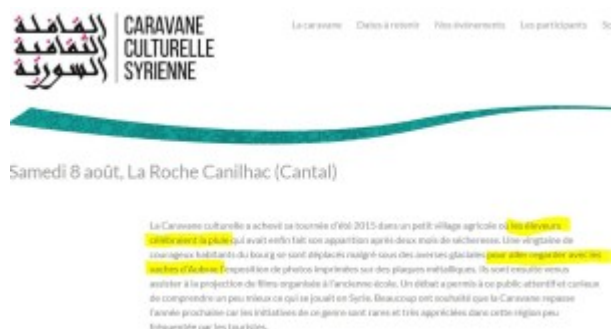 القافلة
الثقافية
السورية
CARAVANE
CULTURELLE
SYRIENNE
La caravane Dates à retenir Nos événements Les participants
Samedi 8 août, La Roche Canilhac (Cantal)
La Caravane culturelle a achevé sa tournée d'été 2015 dans un petit village agricole où les éleveurs
célébraient la pluie qui avait enfin fait son apparition après deux mois de sécheresse. Une vingtaine de
courageux habitants du bourg se sont déplacés malgré sous des averses glaciales pour aller regarder avec les
vaches d'Aubrac l'exposition de photos imprimées sur des plaques métalliques. Ils sont ensuite venus
assister à la projection de films organisée à l'ancienne école. Un débat a permis à ce public attentif et curieux
de comprendre un peu mieux ce qui se jouait en Syrie. Beaucoup ont souhaité que la Caravane repasse
l'année prochaine car les initiatives de ce genre sont rares et très appréciées dans cette région peu
fréquentée par les touristes.